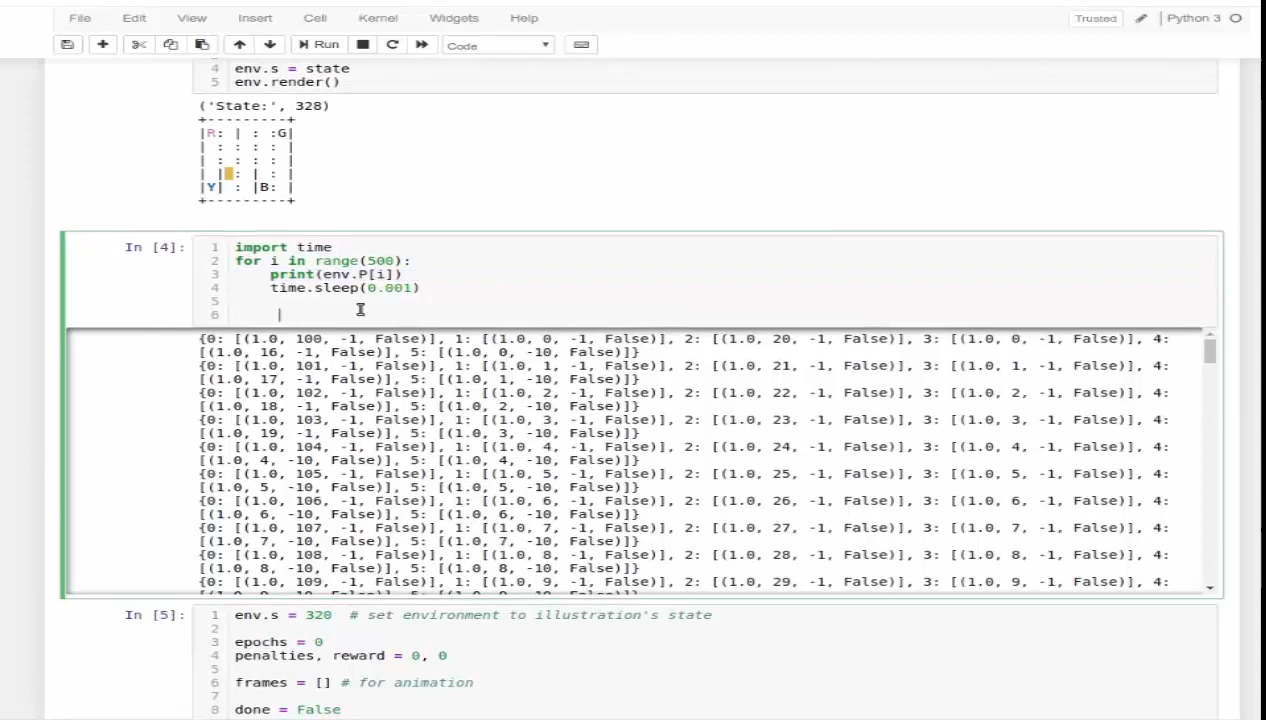 File Edit View Insert Cell Kernel Widgets Help Trusted Python 3
Run Code
4 env.s = state
5 env.render()
('State:', 328)
+---------+
|R: | : :G|
| : : : : |
| : : : : |
| | : | : |
|Y| : |B: |
+---------+
In [4]:
1 import time
2 for i in range(500):
3 print(env.P[i])
4 time.sleep(0.001)
5
6
{0: [(1.0, 100, -1, False)], 1: [(1.0, 0, -1, False)], 2: [(1.0, 20, -1, False)], 3: [(1.0, 0, -1, False)], 4:
[(1.0, 16, -1, False)], 5: [(1.0, 0, -10, False)]}
{0: [(1.0, 101, -1, False)], 1: [(1.0, 1, -1, False)], 2: [(1.0, 21, -1, False)], 3: [(1.0, 1, -1, False)], 4:
[(1.0, 17, -1, False)], 5: [(1.0, 1, -10, False)]}
{0: [(1.0, 102, -1, False)], 1: [(1.0, 2, -1, False)], 2: [(1.0, 22, -1, False)], 3: [(1.0, 2, -1, False)], 4:
[(1.0, 18, -1, False)], 5: [(1.0, 2, -10, False)]}
{0: [(1.0, 103, -1, False)], 1: [(1.0, 3, -1, False)], 2: [(1.0, 23, -1, False)], 3: [(1.0, 3, -1, False)], 4:
[(1.0, 19, -1, False)], 5: [(1.0, 3, -10, False)]}
{0: [(1.0, 104, -1, False)], 1: [(1.0, 4, -1, False)], 2: [(1.0, 24, -1, False)], 3: [(1.0, 4, -1, False)], 4:
[(1.0, 4, -10, False)], 5: [(1.0, 4, -10, False)]}
{0: [(1.0, 105, -1, False)], 1: [(1.0, 5, -1, False)], 2: [(1.0, 25, -1, False)], 3: [(1.0, 5, -1, False)], 4:
[(1.0, 5, -10, False)], 5: [(1.0, 5, -10, False)]}
{0: [(1.0, 106, -1, False)], 1: [(1.0, 6, -1, False)], 2: [(1.0, 26, -1, False)], 3: [(1.0, 6, -1, False)], 4:
[(1.0, 6, -10, False)], 5: [(1.0, 6, -10, False)]}
{0: [(1.0, 107, -1, False)], 1: [(1.0, 7, -1, False)], 2: [(1.0, 27, -1, False)], 3: [(1.0, 7, -1, False)], 4:
[(1.0, 7, -10, False)], 5: [(1.0, 7, -10, False)]}
{0: [(1.0, 108, -1, False)], 1: [(1.0, 8, -1, False)], 2: [(1.0, 28, -1, False)], 3: [(1.0, 8, -1, False)], 4:
[(1.0, 8, -10, False)], 5: [(1.0, 8, -10, False)]}
{0: [(1.0, 109, -1, False)], 1: [(1.0, 9, -1, False)], 2: [(1.0, 29, -1, False)], 3: [(1.0, 9, -1, False)], 4:
In [5]:
1 env.s = 320 # set environment to illustration's state
2
3 epochs = 0
4 penalties, reward = 0, 0
5
6 frames = [] # for animation
7
8 done = False